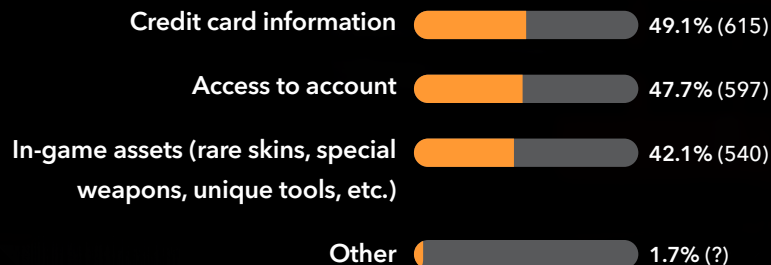 Credit card information 49.1% (615)
Access to account 47.7% (597)
In-game assets (rare skins, special
weapons, unique tools, etc.) 42.1% (540)
Other 1.7% (?)